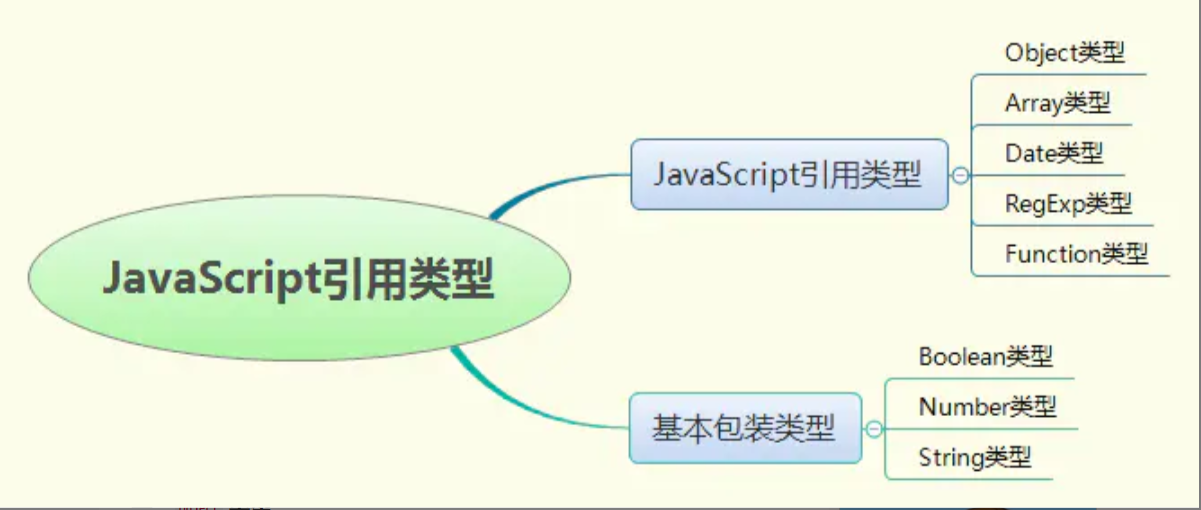 JavaScript引用类型
JavaScript引用类型
Object类型
Array类型
Date类型
RegExp类型
Function类型
基本包装类型
Boolean类型
Number类型
String类型